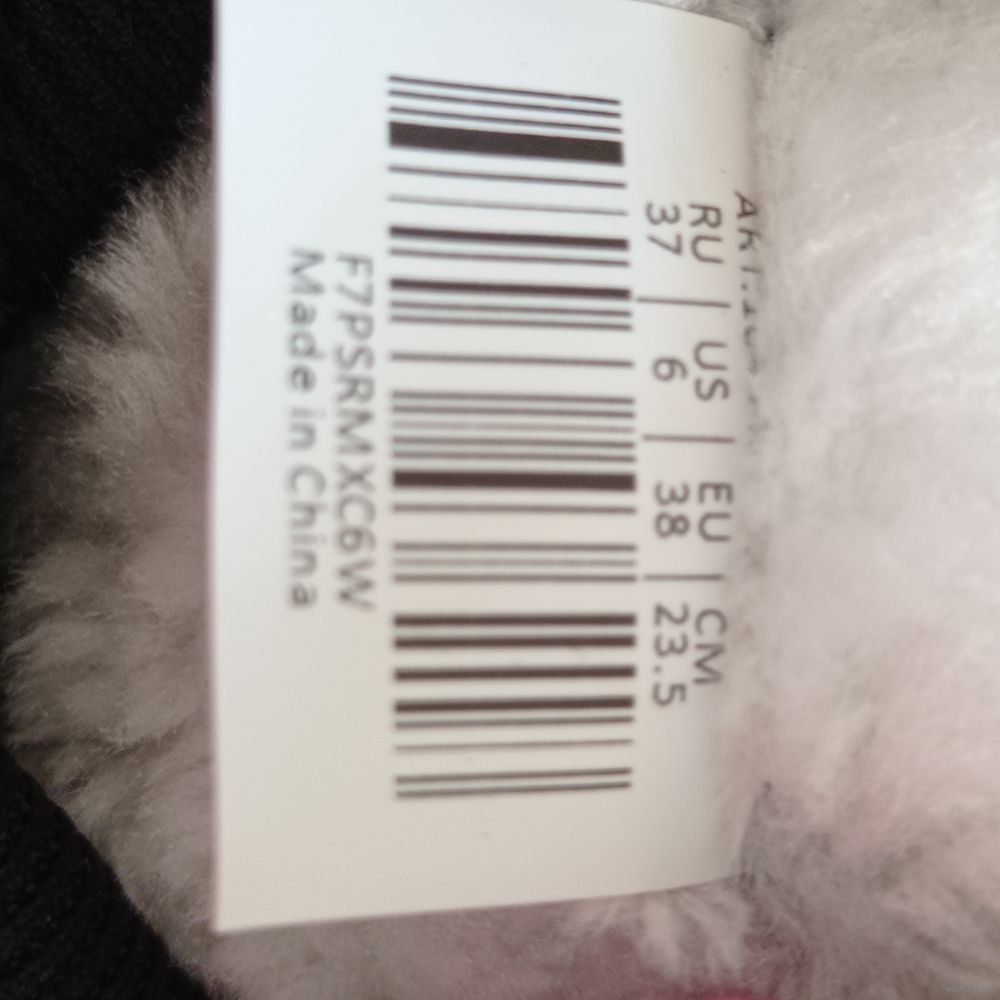 RU | US | EU | CM
37 | 6 | 38 | 23.5
F7PSRMXC6W
Made in China